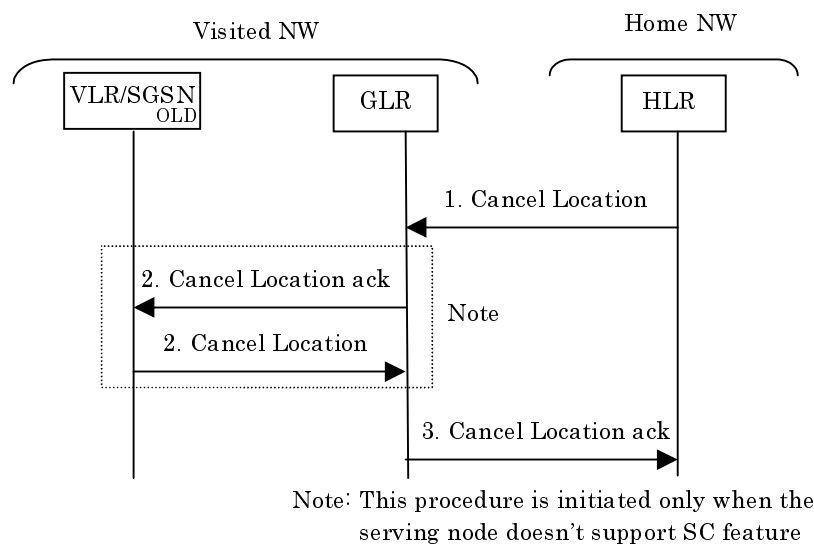 Visited NW
Home NW
VLR/SGSN
OLD
GLR
HLR
1. Cancel Location
2. Cancel Location ack
Note
2. Cancel Location
3. Cancel Location ack
Note: This procedure is initiated only when the
serving node doesn't support SC feature